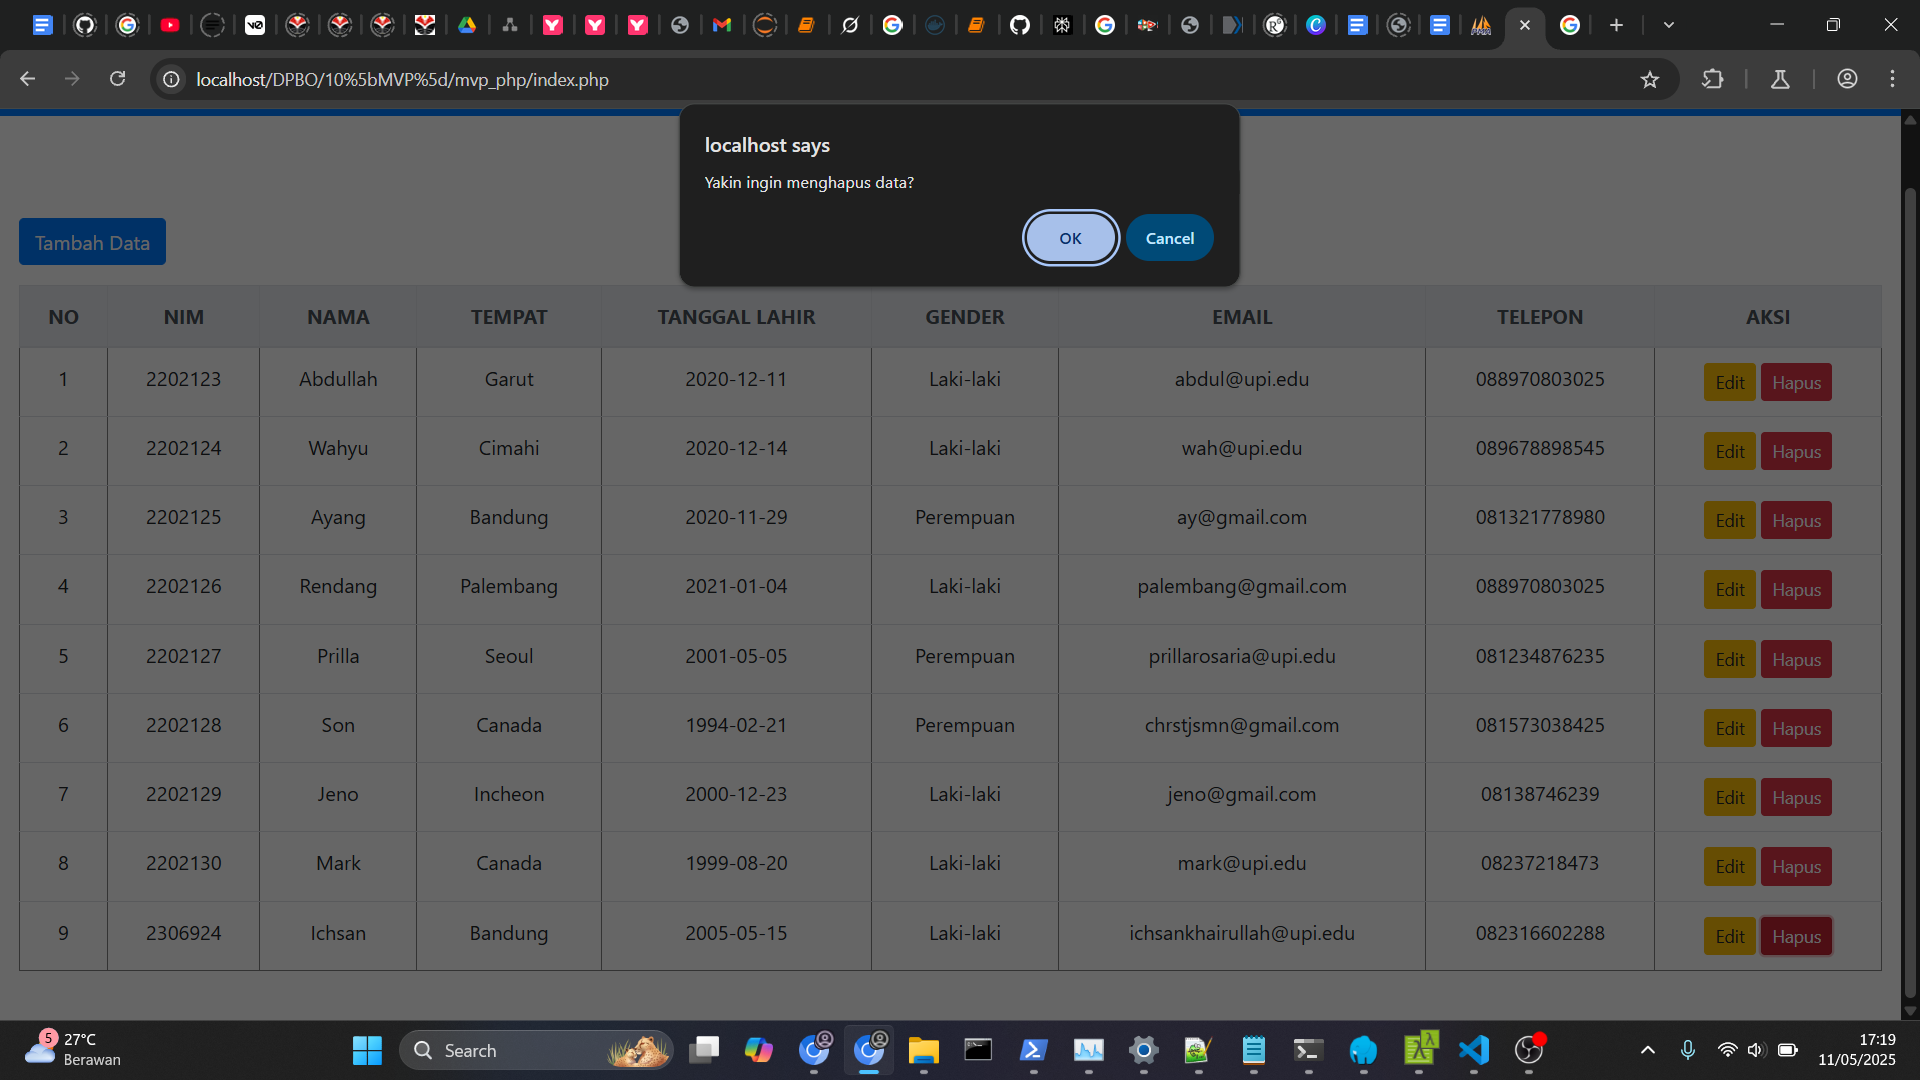 localhost/DPBO/10%5bMVP%5d/mvp_php/index.php
localhost says
Yakin ingin menghapus data?
OK Cancel
Tambah Data
NO NIM NAMA TEMPAT TANGGAL LAHIR GENDER EMAIL TELEPON AKSI
1 2202123 Abdullah Garut 2020-12-11 Laki-laki abdul@upi.edu 088970803025 Edit Hapus
2 2202124 Wahyu Cimahi 2020-12-14 Laki-laki wah@upi.edu 089678898545 Edit Hapus
3 2202125 Ayang Bandung 2020-11-29 Perempuan ay@gmail.com 081321778980 Edit Hapus
4 2202126 Rendang Palembang 2021-01-04 Laki-laki palembang@gmail.com 088970803025 Edit Hapus
5 2202127 Prilla Seoul 2001-05-05 Perempuan prillarosaria@upi.edu 081234876235 Edit Hapus
6 2202128 Son Canada 1994-02-21 Perempuan chrstjsmn@gmail.com 081573038425 Edit Hapus
7 2202129 Jeno Incheon 2000-12-23 Laki-laki jeno@gmail.com 08138746239 Edit Hapus
8 2202130 Mark Canada 1999-08-20 Laki-laki mark@upi.edu 08237218473 Edit Hapus
9 2306924 Ichsan Bandung 2005-05-15 Laki-laki ichsankhairullah@upi.edu 082316602288 Edit Hapus
5 27°C
Berawan
Search
17:19
11/05/2025